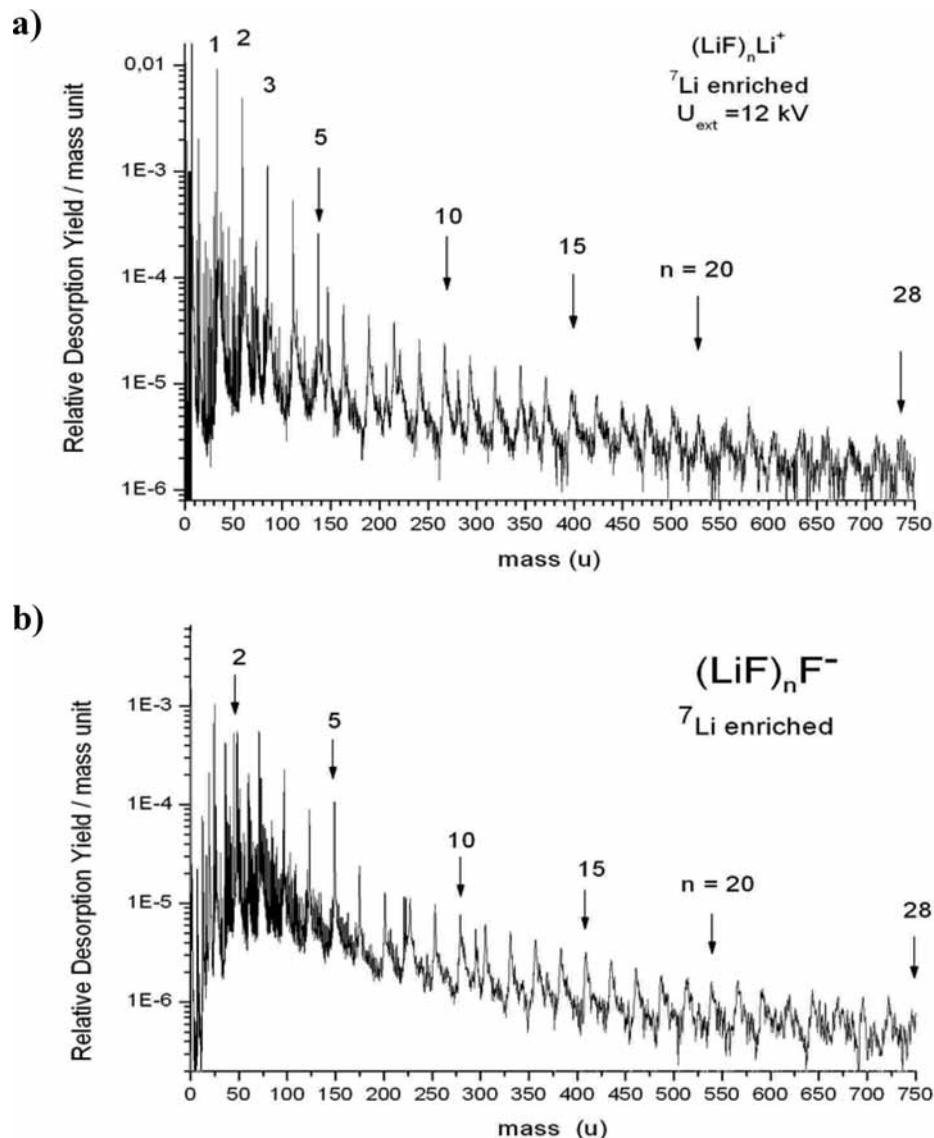 a)
1
2
3
5
10
15
n = 20
28
(LiF)ₙLi⁺
⁷Li enriched
Uₑₓₜ =12 kV
0,01
1E-3
1E-4
1E-5
1E-6
Relative Desorption Yield / mass unit
0 50 100 150 200 250 300 350 400 450 500 550 600 650 700 750
mass (u)
b)
2
5
10
15
n = 20
28
(LiF)ₙF⁻
⁷Li enriched
1E-3
1E-4
1E-5
1E-6
Relative Desorption Yield / mass unit
0 50 100 150 200 250 300 350 400 450 500 550 600 650 700 750
mass (u)